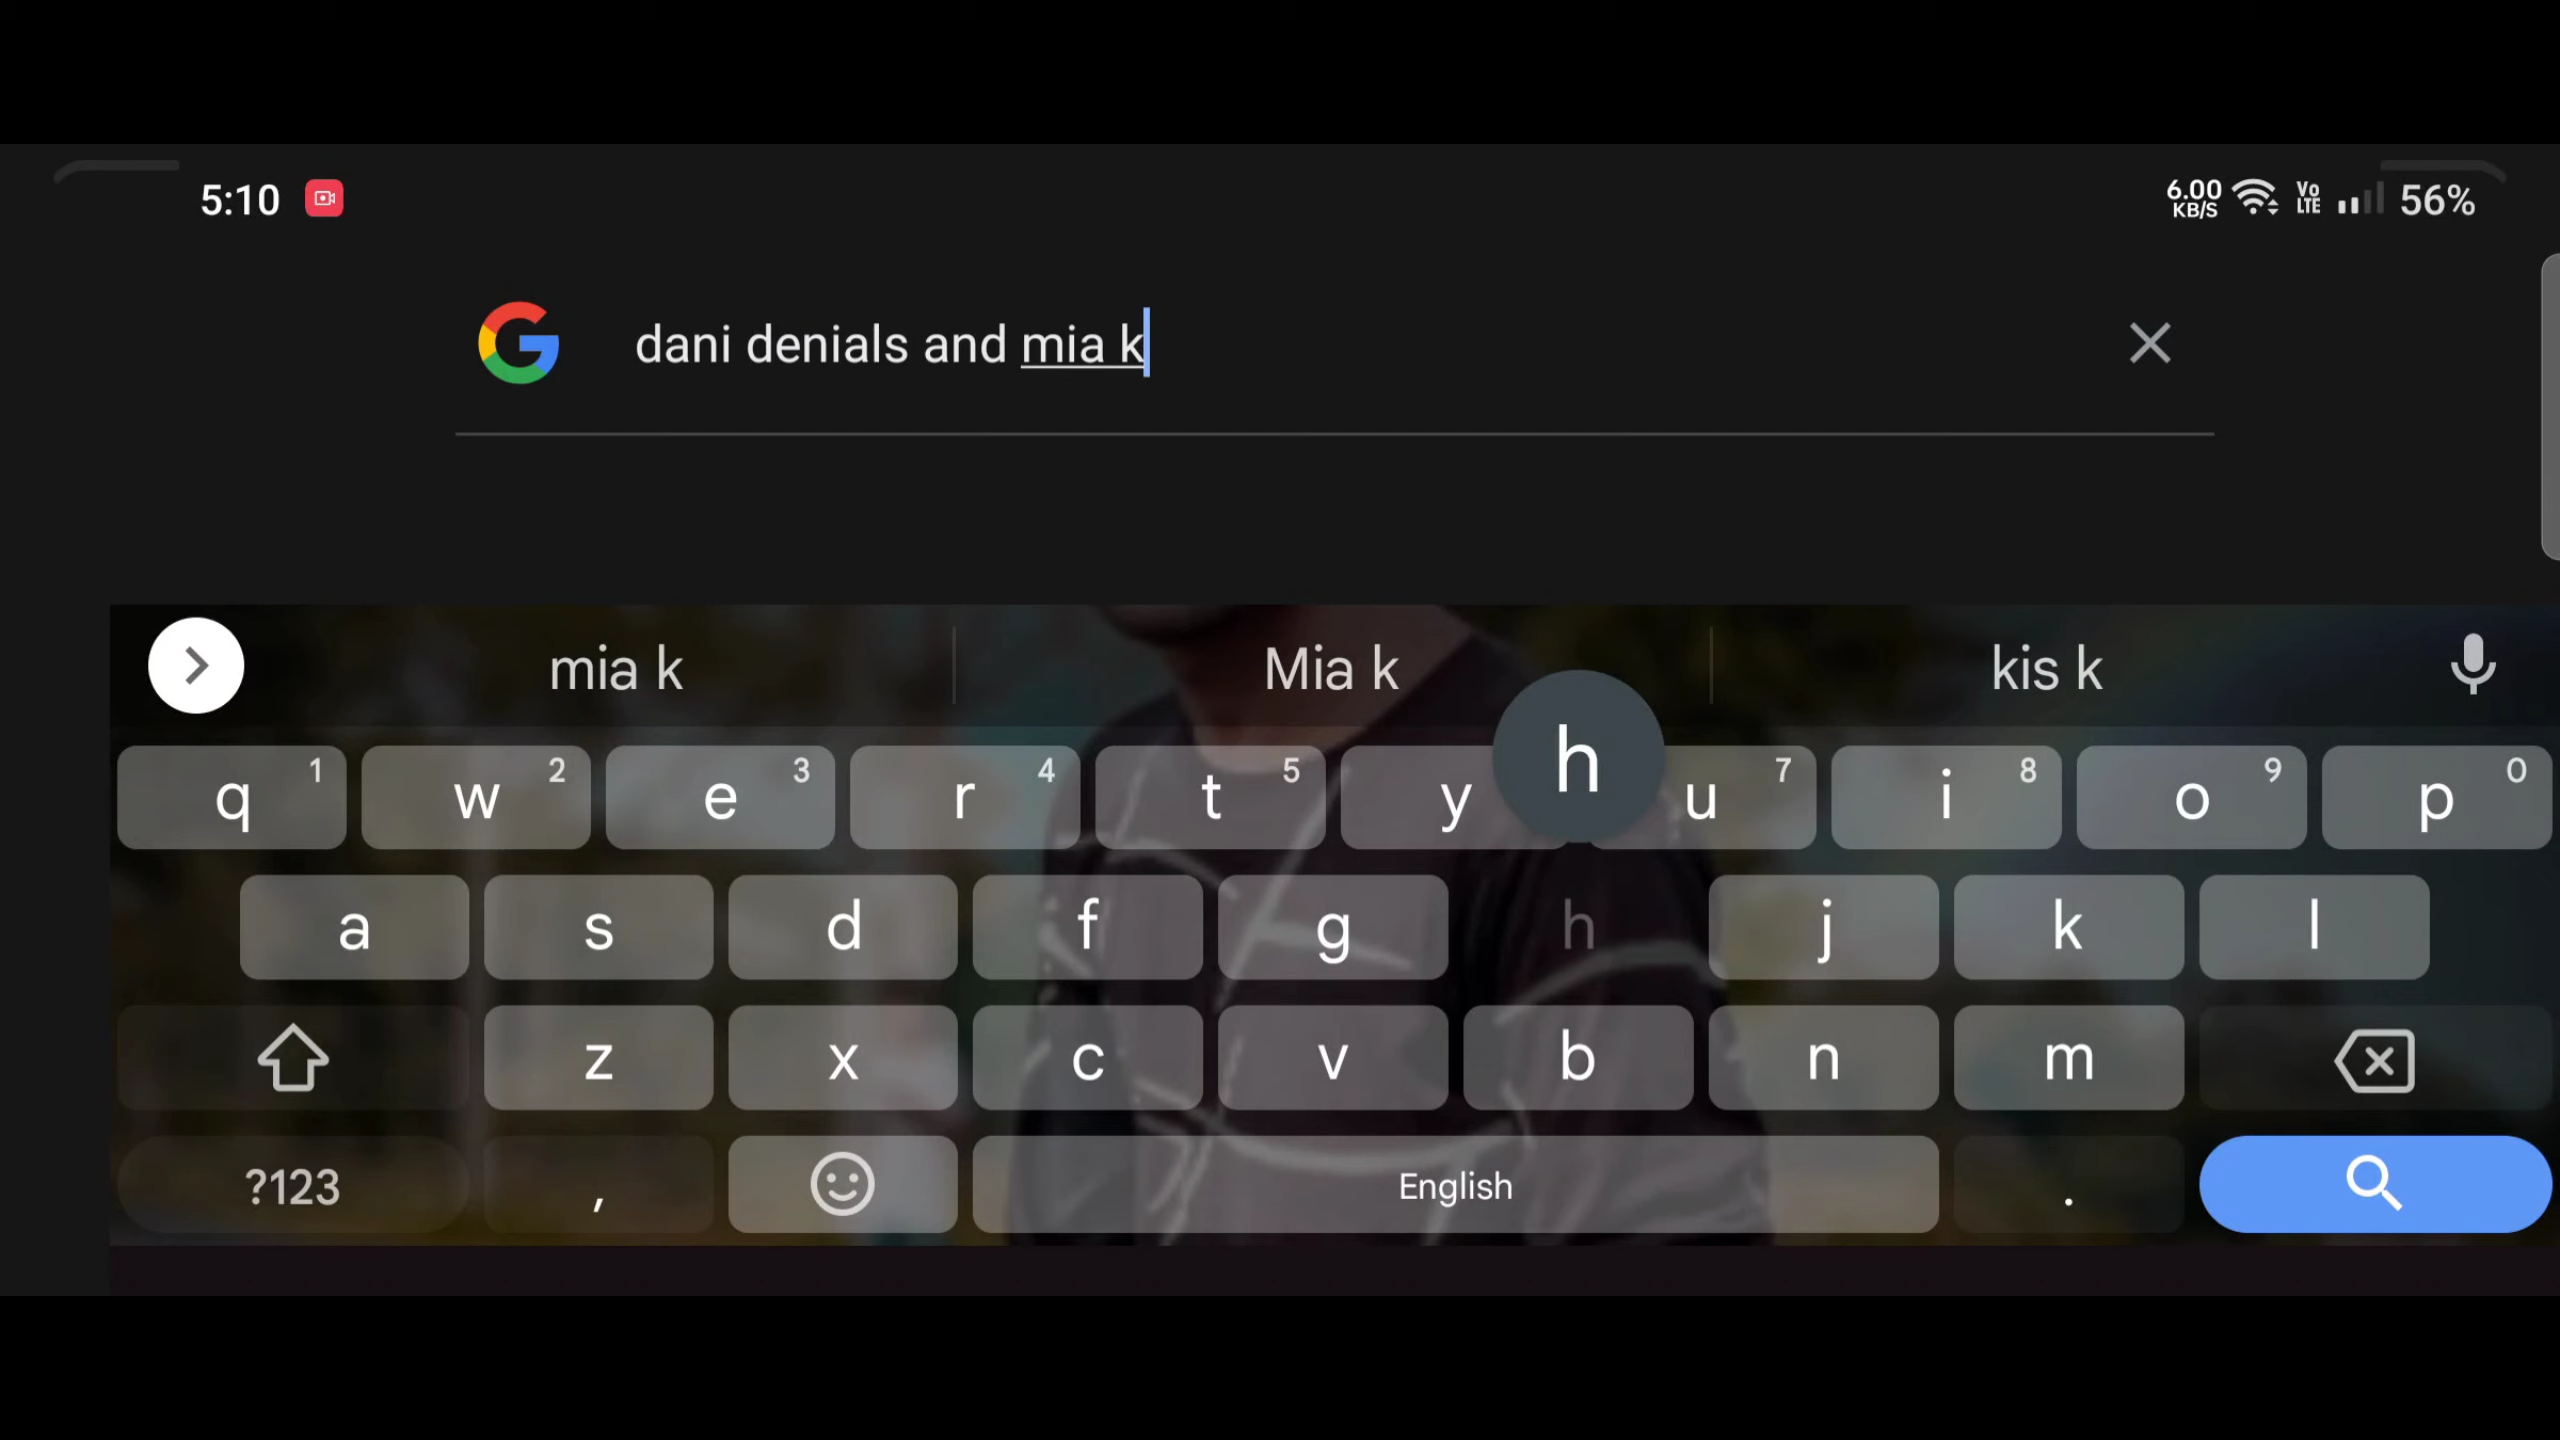 5:10 6.00 KB/S Vo LTE 56%
dani denials and mia k
mia k Mia k kis k
q 1 w 2 e 3 r 4 t 5 y h u 7 i 8 o 9 p 0
a s d f g h j k l
z x c v b n m
?123 , English .